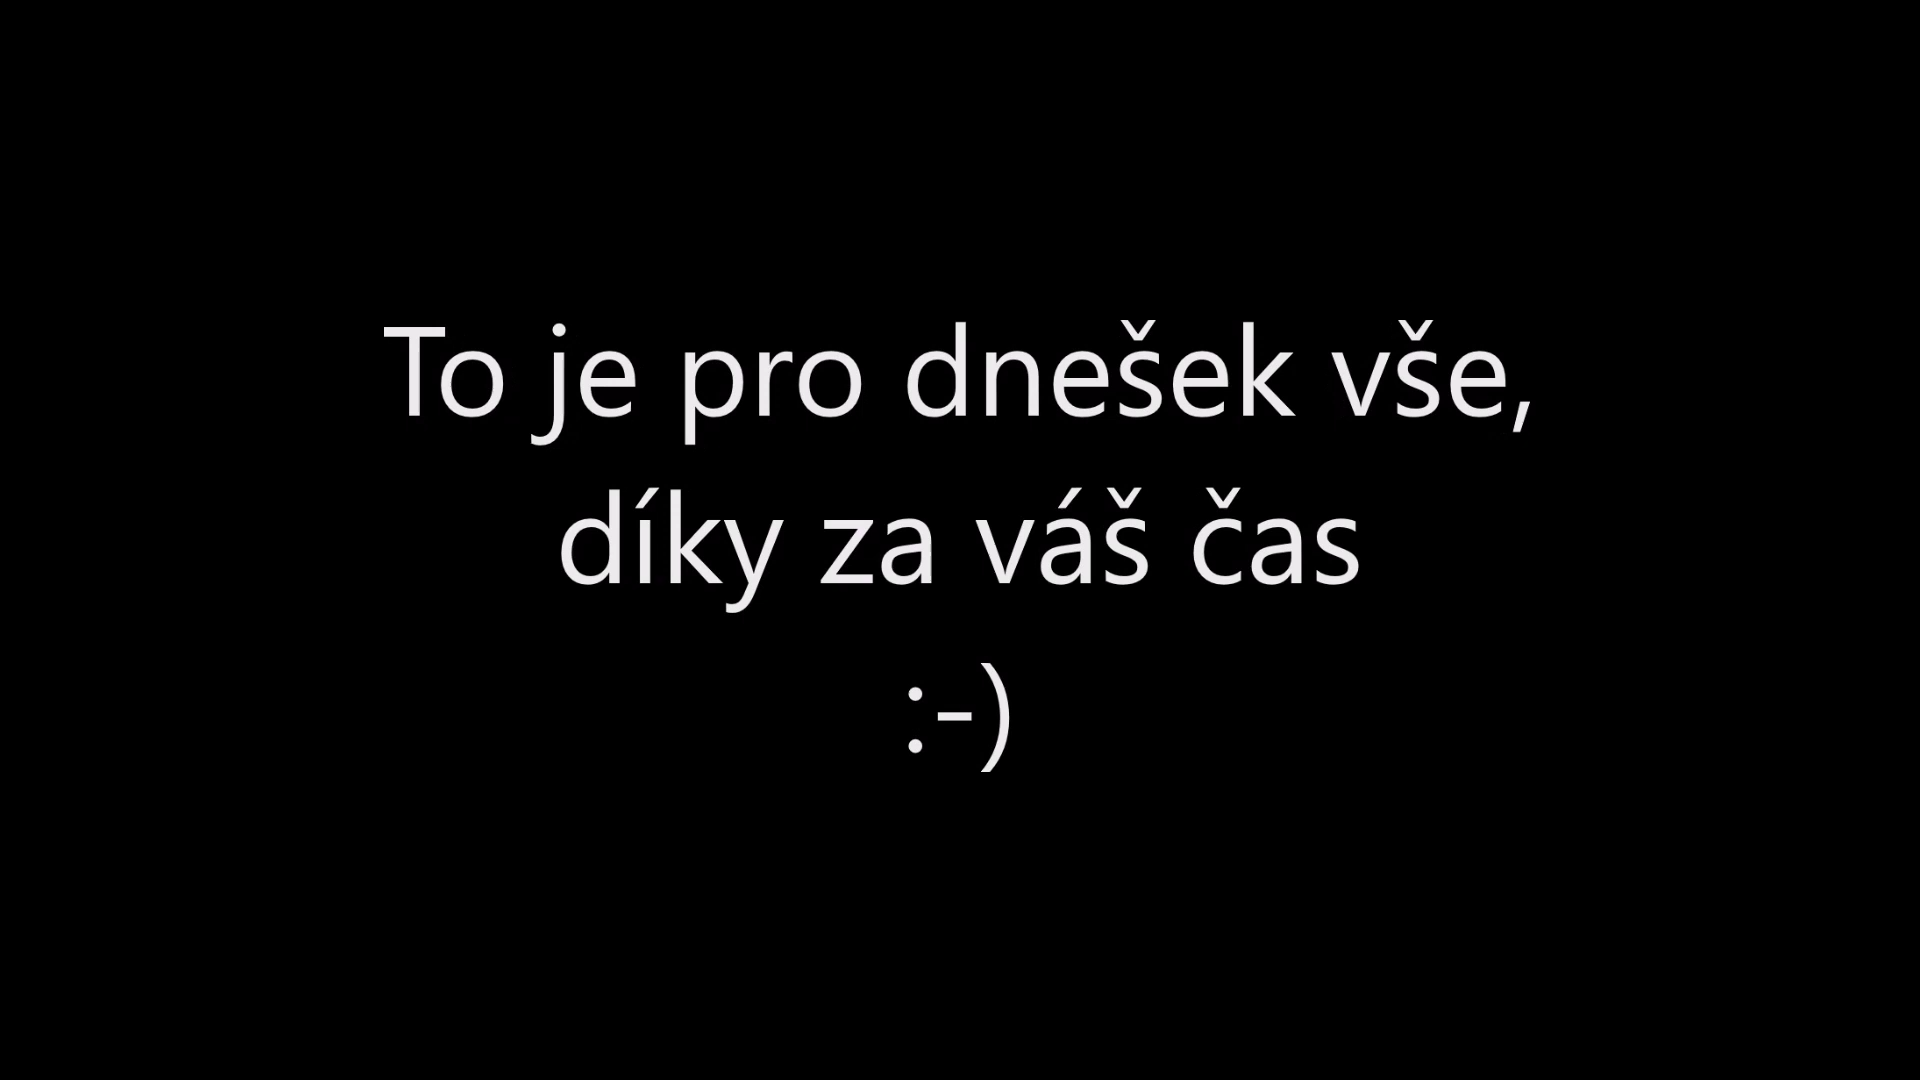 To je pro dnešek vše,
díky za váš čas
:-)